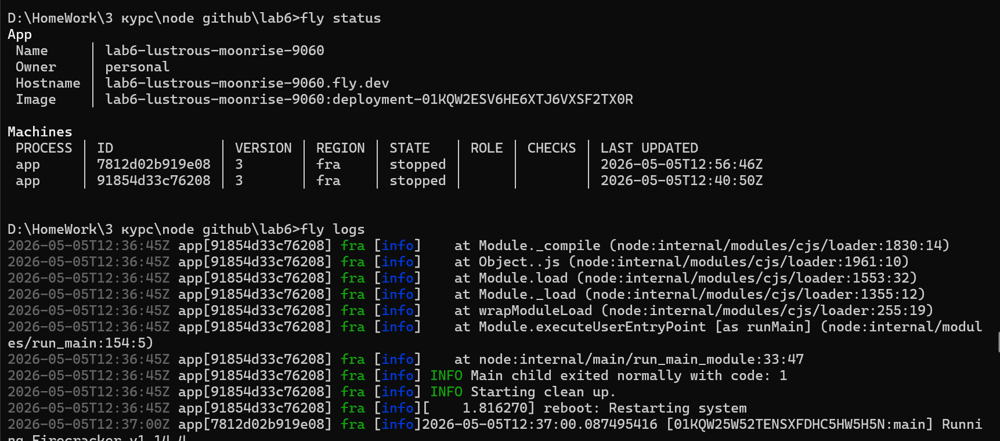 D:\HomeWork\3 курс\node github\lab6>fly status
App
Name │ lab6-lustrous-moonrise-9060
Owner │ personal
Hostname │ lab6-lustrous-moonrise-9060.fly.dev
Image │ lab6-lustrous-moonrise-9060:deployment-01KQW2ESV6HE6XTJ6VXSF2TX0R
Machines
PROCESS │ ID │ VERSION │ REGION │ STATE │ ROLE │ CHECKS │ LAST UPDATED
app │ 7812d02b919e08 │ 3 │ fra │ stopped │ │ │ 2026-05-05T12:56:46Z
app │ 91854d33c76208 │ 3 │ fra │ stopped │ │ │ 2026-05-05T12:40:50Z
D:\HomeWork\3 курс\node github\lab6>fly logs
2026-05-05T12:36:45Z app[91854d33c76208] fra [info]    at Module._compile (node:internal/modules/cjs/loader:1830:14)
2026-05-05T12:36:45Z app[91854d33c76208] fra [info]    at Object..js (node:internal/modules/cjs/loader:1961:10)
2026-05-05T12:36:45Z app[91854d33c76208] fra [info]    at Module.load (node:internal/modules/cjs/loader:1553:32)
2026-05-05T12:36:45Z app[91854d33c76208] fra [info]    at Module._load (node:internal/modules/cjs/loader:1355:12)
2026-05-05T12:36:45Z app[91854d33c76208] fra [info]    at wrapModuleLoad (node:internal/modules/cjs/loader:255:19)
2026-05-05T12:36:45Z app[91854d33c76208] fra [info]    at Module.executeUserEntryPoint [as runMain] (node:internal/modul
es/run_main:154:5)
2026-05-05T12:36:45Z app[91854d33c76208] fra [info]    at node:internal/main/run_main_module:33:47
2026-05-05T12:36:45Z app[91854d33c76208] fra [info] INFO Main child exited normally with code: 1
2026-05-05T12:36:45Z app[91854d33c76208] fra [info] INFO Starting clean up.
2026-05-05T12:36:45Z app[91854d33c76208] fra [info][    1.816270] reboot: Restarting system
2026-05-05T12:37:00Z app[7812d02b919e08] fra [info]2026-05-05T12:37:00.087495416 [01KQW25W52TENSXFDHC5HW5H5N:main] Runni
ng Firecracker